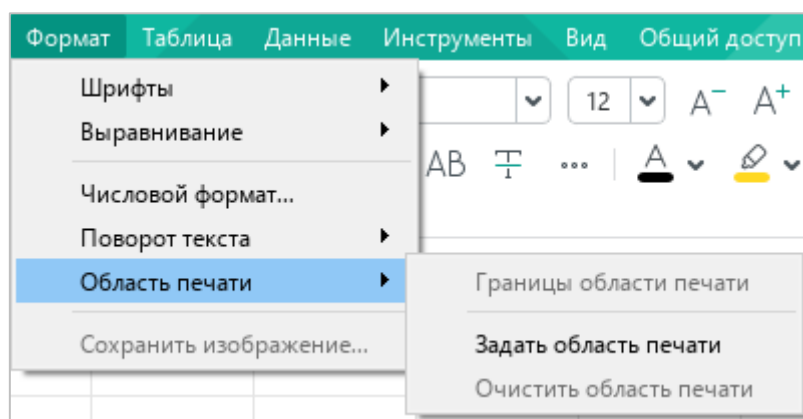 Формат Таблица Данные Инструменты Вид Общий доступ
Шрифты
Выравнивание
12 A⁻ A⁺
AB T ... A
Числовой формат...
Поворот текста
Область печати
Границы области печати
Сохранить изображение...
Задать область печати
Очистить область печати